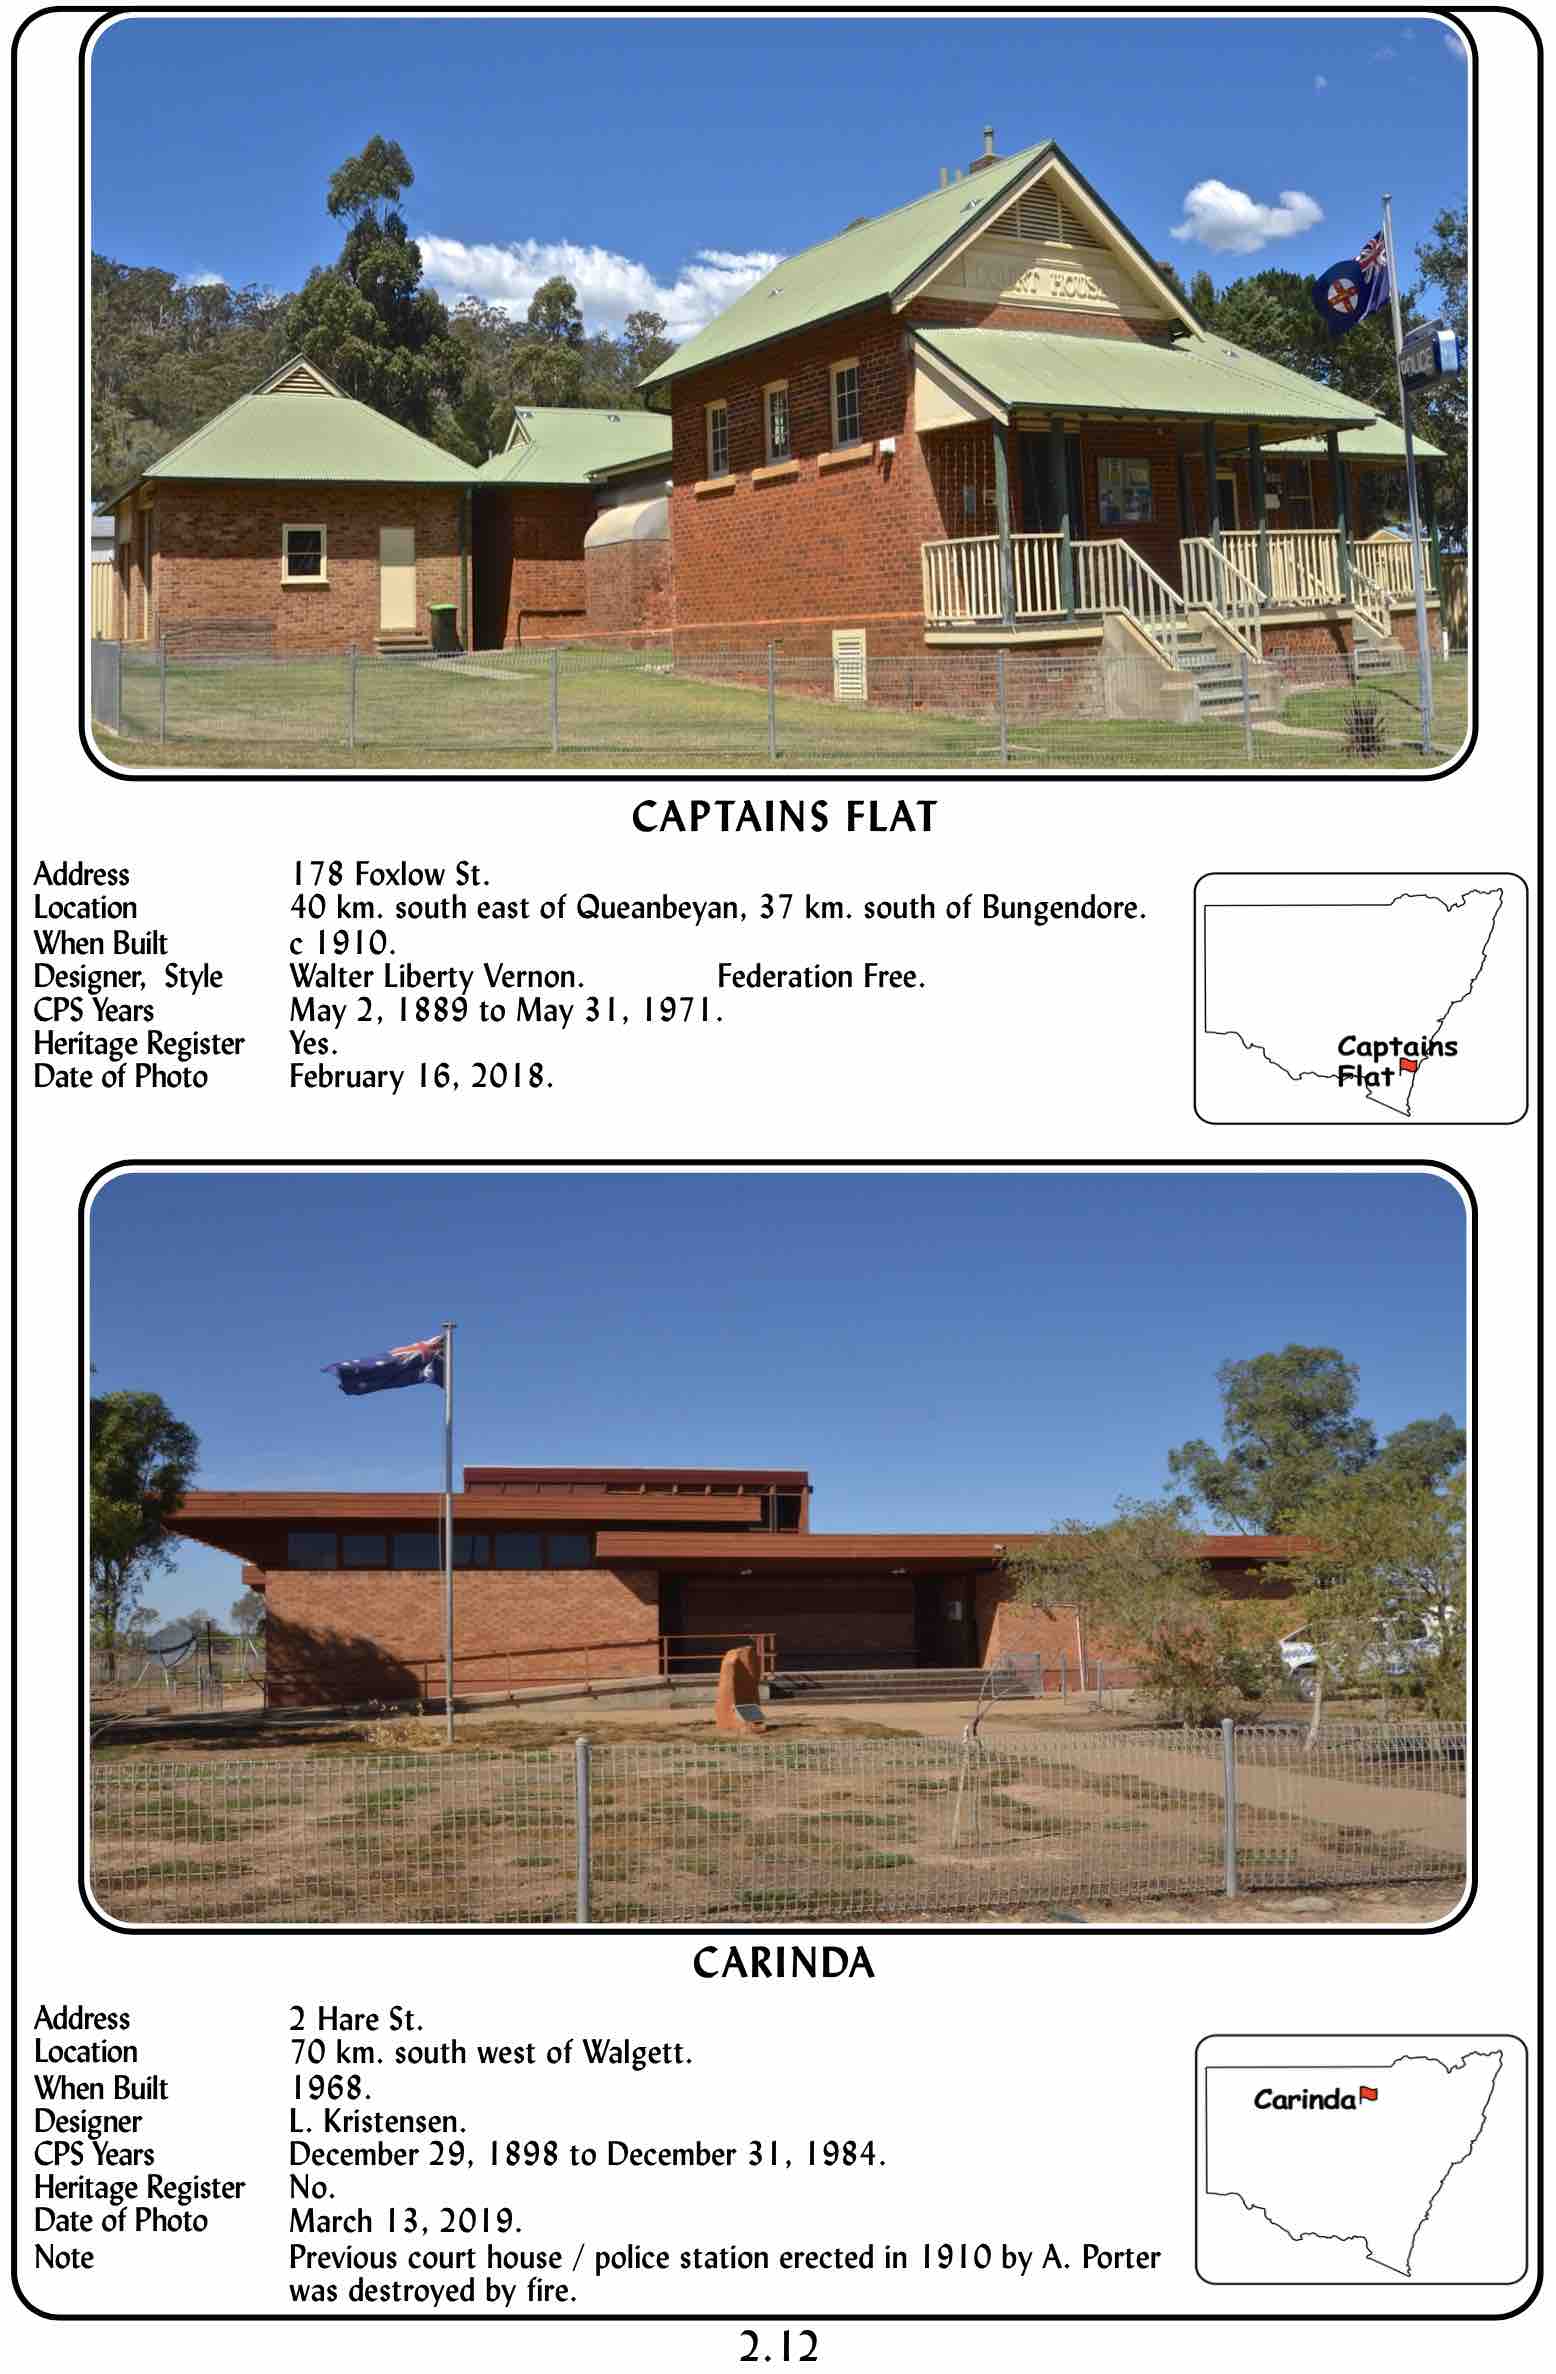 COURT HOUSE
POLICE
CAPTAINS FLAT
Address 178 Foxlow St.
Location 40 km. south east of Queanbeyan, 37 km. south of Bungendore.
When Built c 1910.
Designer, Style Walter Liberty Vernon. Federation Free.
CPS Years May 2, 1889 to May 31, 1971.
Heritage Register Yes.
Date of Photo February 16, 2018.
Captains
Flat
CARINDA
Address 2 Hare St.
Location 70 km. south west of Walgett.
When Built 1968.
Designer L. Kristensen.
CPS Years December 29, 1898 to December 31, 1984.
Heritage Register No.
Date of Photo March 13, 2019.
Note Previous court house / police station erected in 1910 by A. Porter
was destroyed by fire.
Carinda
2.12